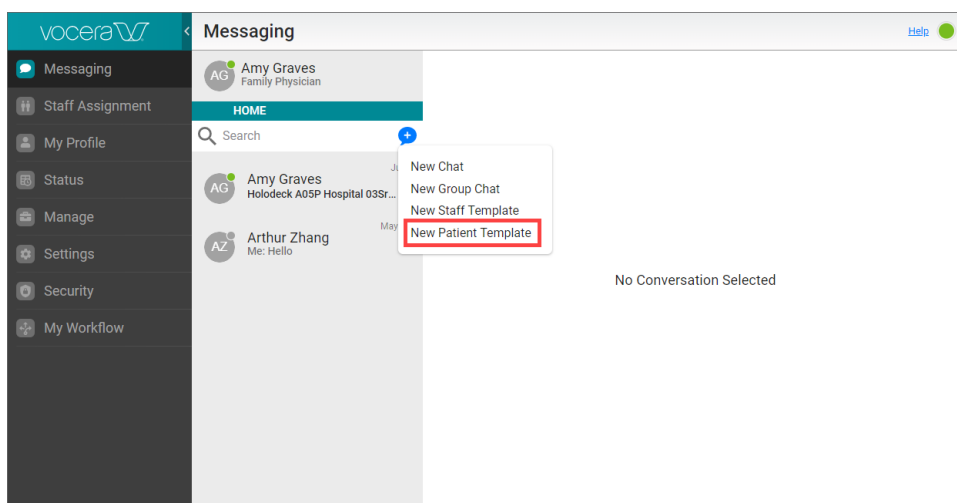 vocera
Messaging
Help
Messaging
Staff Assignment
My Profile
Status
Manage
Settings
Security
My Workflow
AG
Amy Graves
Family Physician
HOME
Search
AG
Amy Graves
Holodeck A05P Hospital 03Sr...
AZ
May
Arthur Zhang
Me: Hello
New Chat
New Group Chat
New Staff Template
New Patient Template
No Conversation Selected